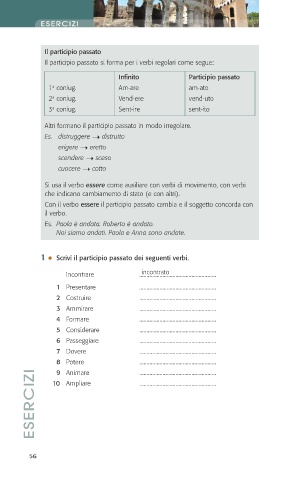 ESERCIZI
Il participio passato
Il participio passato si forma per i verbi regolari come segue:
Infinito Participio passato
1ª coniug. Am-are am-ato
2ª coniug. Vend-ere vend-uto
3ª coniug. Sent-ire sent-ito
Altri formano il participio passato in modo irregolare.
Es. distruggere → distrutto
erigere → eretto
scendere → sceso
cuocere → cotto
Si usa il verbo essere come ausiliare con verbi di movimento, con verbi
che indicano cambiamento di stato (e con altri).
Con il verbo essere il participio passato cambia e il soggetto concorda con
il verbo.
Es. Paola è andata. Roberto è andato.
Noi siamo andati. Paola e Anna sono andate.
1 • Scrivi il participio passato dei seguenti verbi.
Incontrare incontrato
1 Presentare
2 Costruire
3 Ammirare
4 Formare
5 Considerare
6 Passeggiare
7 Dovere
8 Potere
9 Animare
10 Ampliare
ESERCIZI
56